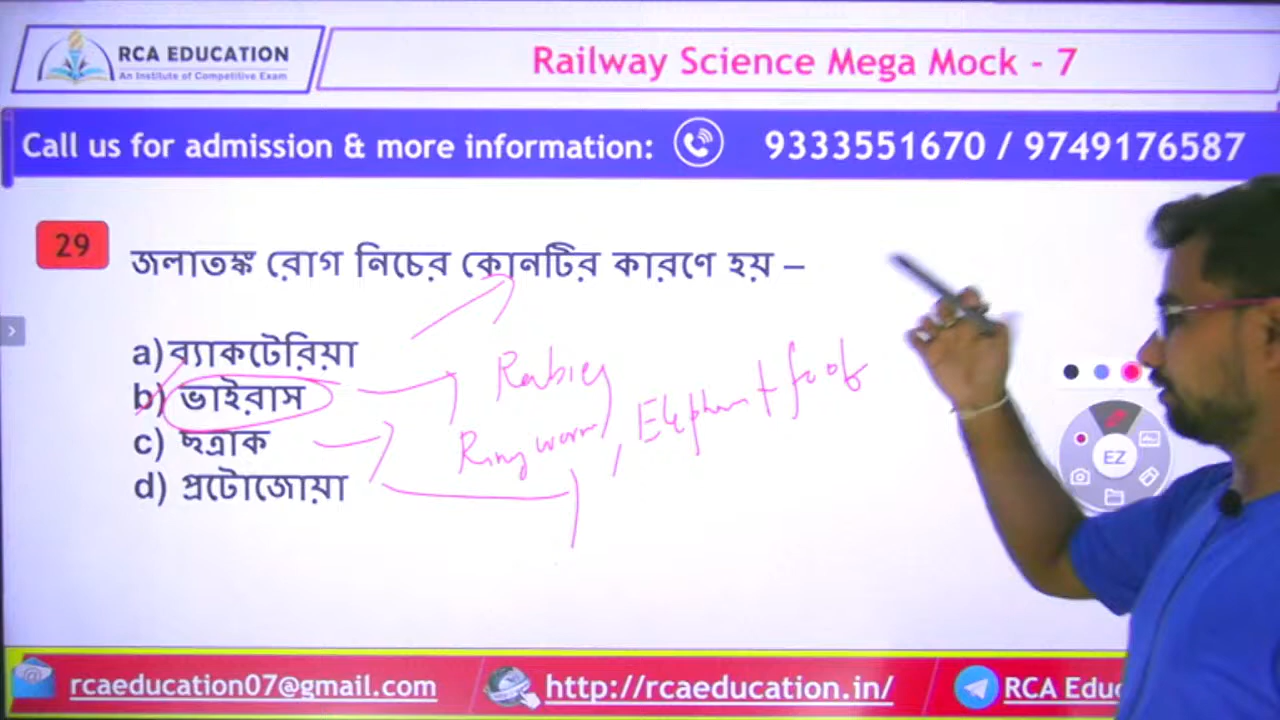 RCA EDUCATION
An Institute of Competitive Exam
Railway Science Mega Mock - 7
Call us for admission & more information: 9333551670 / 9749176587
29
জলাতঙ্ক রোগ নিচের কোনটির কারণে হয় –
a) ব্যাকটেরিয়া
b) ভাইরাস
c) ছত্রাক
d) প্রটোজোয়া
Rabies
Ringworm, Elephant foot
EZ
rcaeducation07@gmail.com
http://rcaeducation.in/
RCA Educ